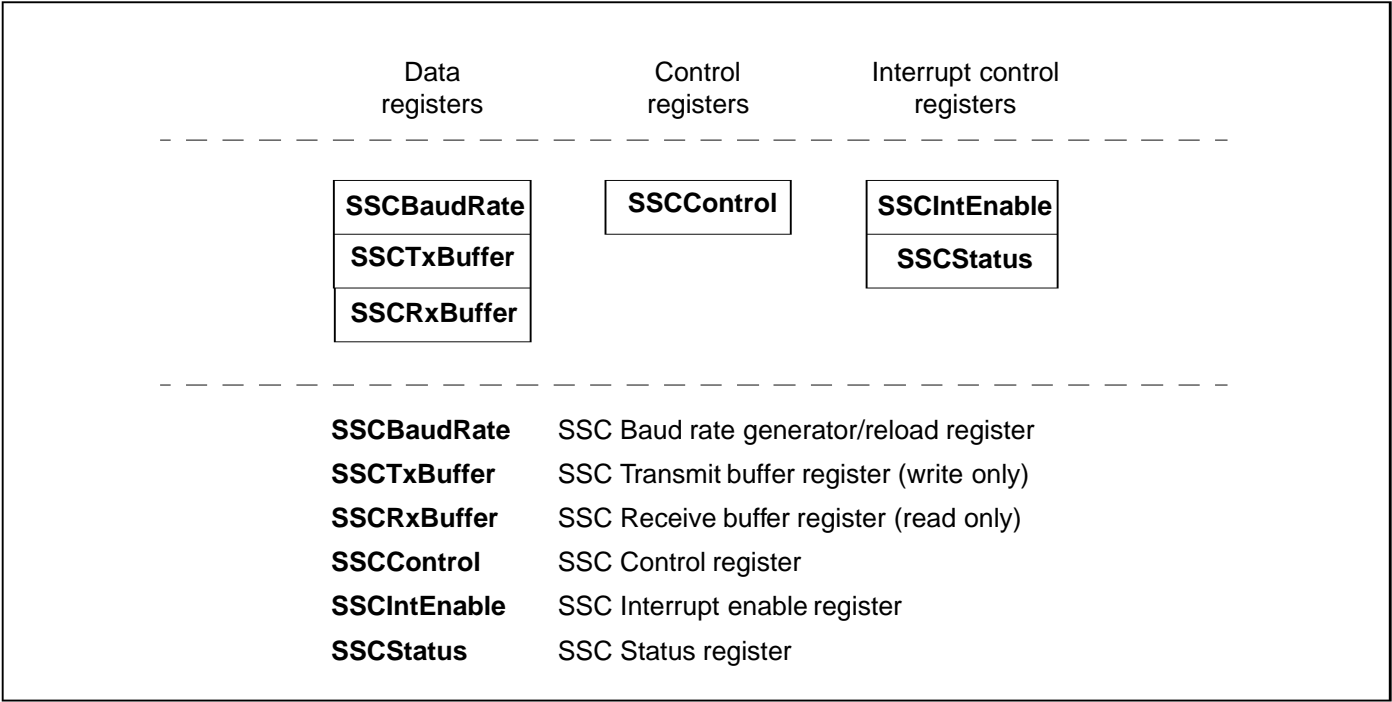 Data Control Interrupt control
registers registers registers
SSCBaudRate SSCControl SSCIntEnable
SSCTxBuffer SSCStatus
SSCRxBuffer
SSCBaudRate SSC Baud rate generator/reload register
SSCTxBuffer SSC Transmit buffer register (write only)
SSCRxBuffer SSC Receive buffer register (read only)
SSCControl SSC Control register
SSCIntEnable SSC Interrupt enable register
SSCStatus SSC Status register